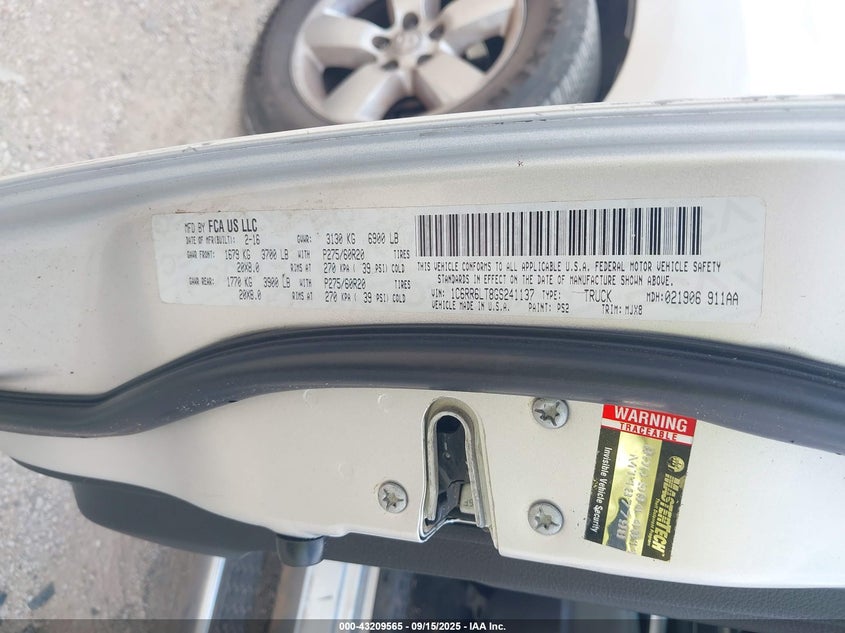 MFD BY FCA US LLC
DATE OF MFR(BUILT): 2-16 GVWR: 3130 KG 6900 LB
GAWR FRONT: 1679 KG 3700 LB WITH P275/60R20 TIRES
20X8.0 RIMS AT 270 KPA ( 39 PSI) COLD
GAWR REAR: 1770 KG 3900 LB WITH P275/60R20 TIRES
20X8.0 RIMS AT 270 KPA ( 39 PSI) COLD
THIS VEHICLE CONFORMS TO ALL APPLICABLE U.S.A. FEDERAL MOTOR VEHICLE SAFETY
STANDARDS IN EFFECT ON THE DATE OF MANUFACTURE SHOWN ABOVE.
VIN: 1C6RR6LT8GS241137 TYPE: TRUCK MDH:021906 911AA
VEHICLE MADE IN U.S.A. PAINT: PS2 TRIM: MJX8
WARNING
TRACEABLE
Invisible Vehicle Security
MASTERTECH
000-43209565 - 09/15/2025 - IAA Inc.